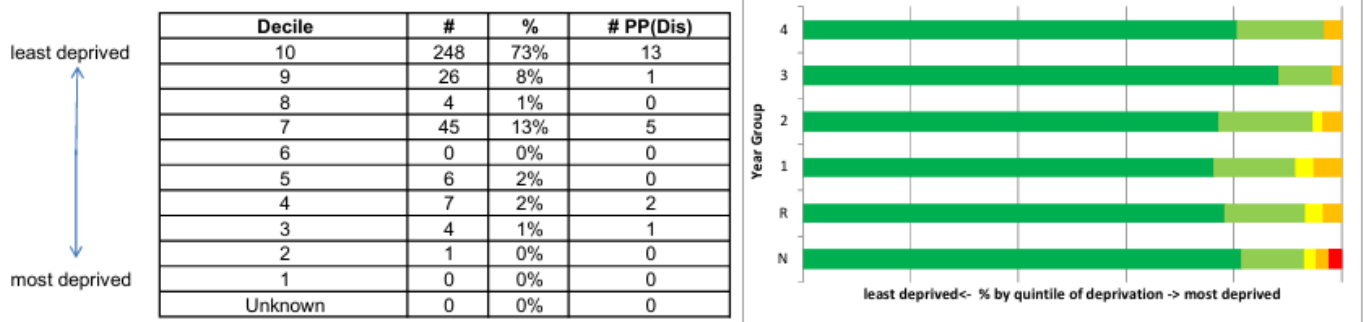 Decile # % # PP(Dis)
least deprived 10 248 73% 13
9 26 8% 1
8 4 1% 0
7 45 13% 5
6 0 0% 0
5 6 2% 0
4 7 2% 2
3 4 1% 1
2 1 0% 0
most deprived 1 0 0% 0
Unknown 0 0% 0
Year Group
4
3
2
1
R
N
least deprived<- % by quintile of deprivation -> most deprived